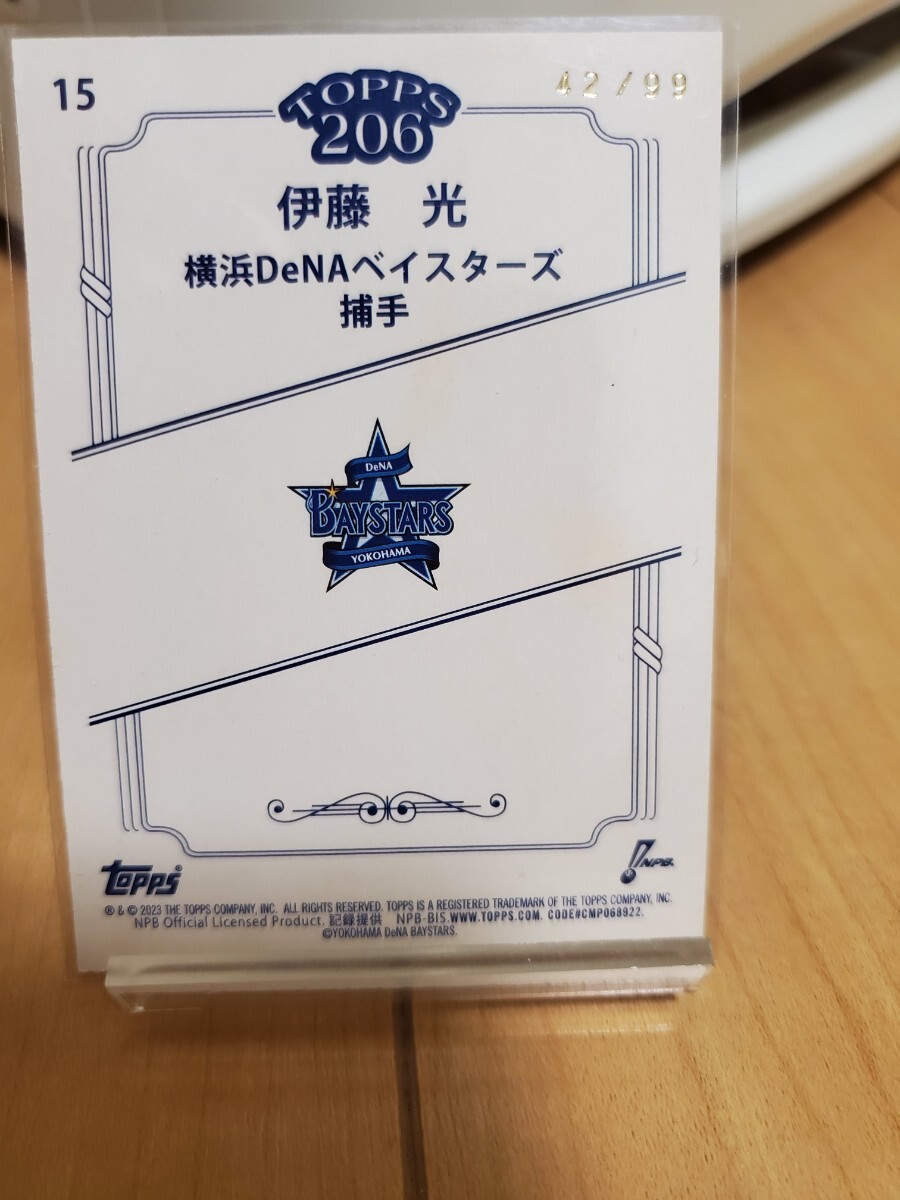 15
42/99
TOPPS
206
伊藤 光
横浜DeNAベイスターズ
捕手
DeNA
BAYSTARS
YOKOHAMA
TOPPS®
NPB®
® & © 2023 THE TOPPS COMPANY, INC. ALL RIGHTS RESERVED. TOPPS IS A REGISTERED TRADEMARK OF THE TOPPS COMPANY, INC.
NPB Official Licensed Product. 記録提供 NPB-BIS.WWW.TOPPS.COM. CODE#CMP068922.
©YOKOHAMA DeNA BAYSTARS.